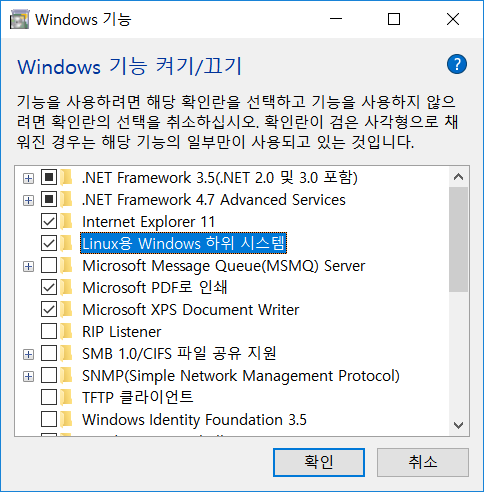 Windows 기능
Windows 기능 켜기/끄기
?
기능을 사용하려면 해당 확인란을 선택하고 기능을 사용하지 않으
려면 확인란의 선택을 취소하십시오. 확인란이 검은 사각형으로 채
워진 경우는 해당 기능의 일부만이 사용되고 있는 것입니다.
.NET Framework 3.5(.NET 2.0 및 3.0 포함)
.NET Framework 4.7 Advanced Services
Internet Explorer 11
Linux용 Windows 하위 시스템
Microsoft Message Queue(MSMQ) Server
Microsoft PDF로 인쇄
Microsoft XPS Document Writer
RIP Listener
SMB 1.0/CIFS 파일 공유 지원
SNMP(Simple Network Management Protocol)
TFTP 클라이언트
Windows Identity Foundation 3.5
확인
취소